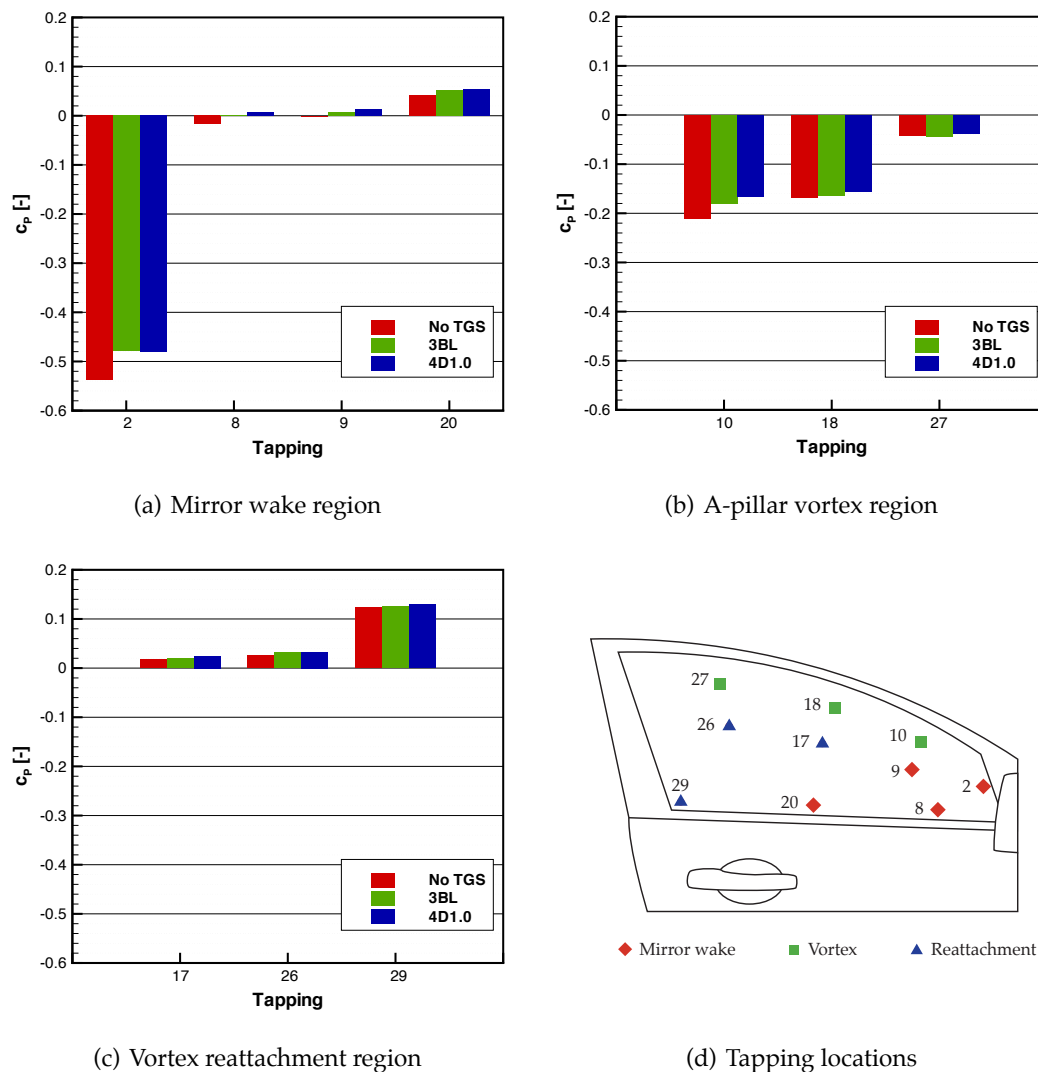 0.2
0.1
0
-0.1
-0.2
-0.3
-0.4
-0.5
-0.6
cP [-]
No TGS
3BL
4D1.0
2 8 9 20
Tapping
(a) Mirror wake region
0.2
0.1
0
-0.1
-0.2
-0.3
-0.4
-0.5
-0.6
cP [-]
No TGS
3BL
4D1.0
10 18 27
Tapping
(b) A-pillar vortex region
0.2
0.1
0
-0.1
-0.2
-0.3
-0.4
-0.5
-0.6
cP [-]
No TGS
3BL
4D1.0
17 26 29
Tapping
(c) Vortex reattachment region
27
18
26
17
10
9
2
29
20
8
Mirror wake Vortex Reattachment
(d) Tapping locations